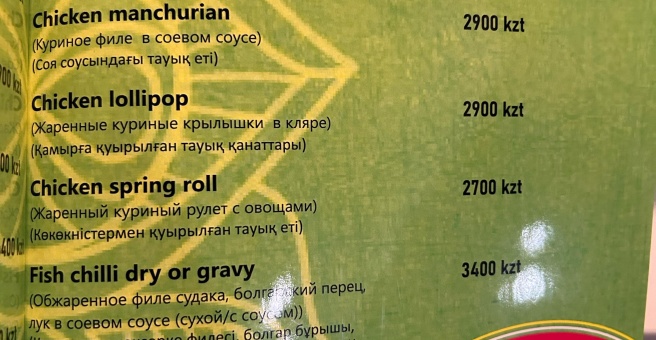 Chicken manchurian 2900 kzt
(Куриное филе в соевом соусе)
(Соя соусындағы тауық еті)
Chicken lollipop 2900 kzt
(Жаренные куриные крылышки в кляре)
(Қамырға қуырылған тауық қанаттары)
Chicken spring roll 2700 kzt
(Жаренный куриный рулет с овощами)
(Көкөкністермен қуырылған тауық еті)
Fish chilli dry or gravy 3400 kzt
(Обжаренное филе судака, болгарский перец,
лук в соевом соусе (сухой/с соусом))
филесі, болгар бұрышы,